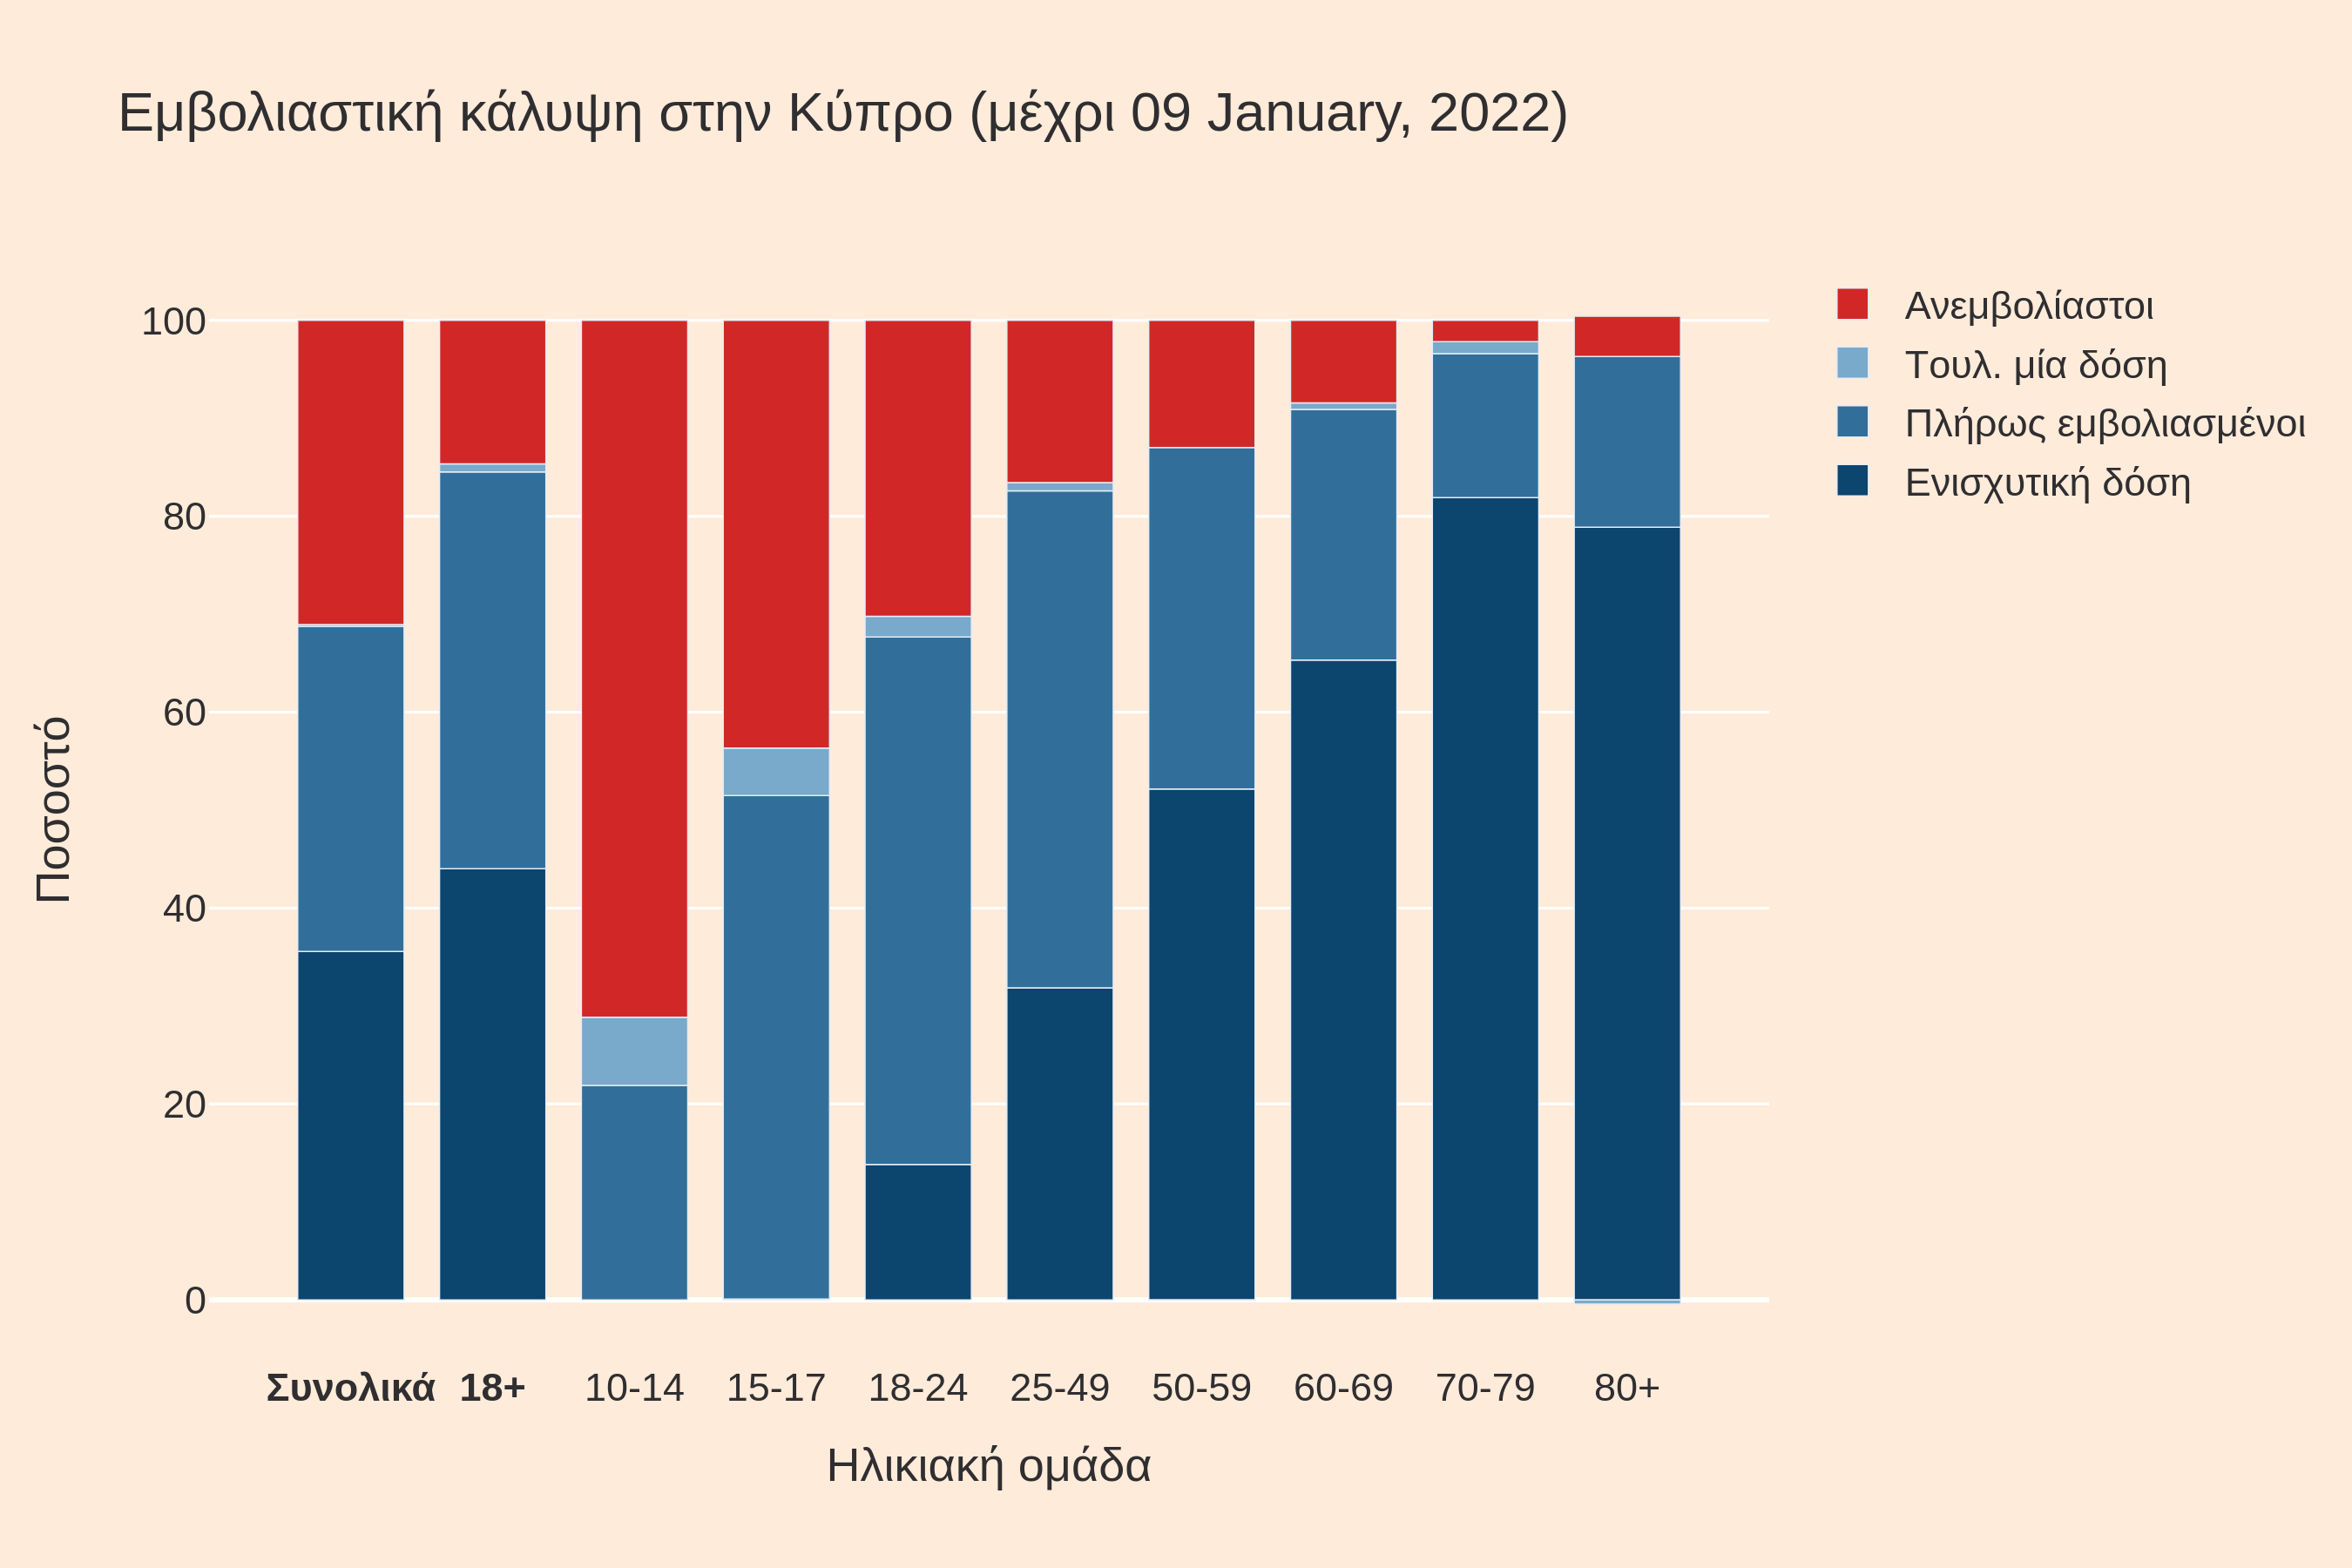 Εμβολιαστική κάλυψη στην Κύπρο (μέχρι 09 January, 2022)
Ανεμβολίαστοι
Τουλ. μία δόση
Πλήρως εμβολιασμένοι
Ενισχυτική δόση
Ποσοστό
100
80
60
40
20
0
Συνολικά 18+ 10-14 15-17 18-24 25-49 50-59 60-69 70-79 80+
Ηλικιακή ομάδα